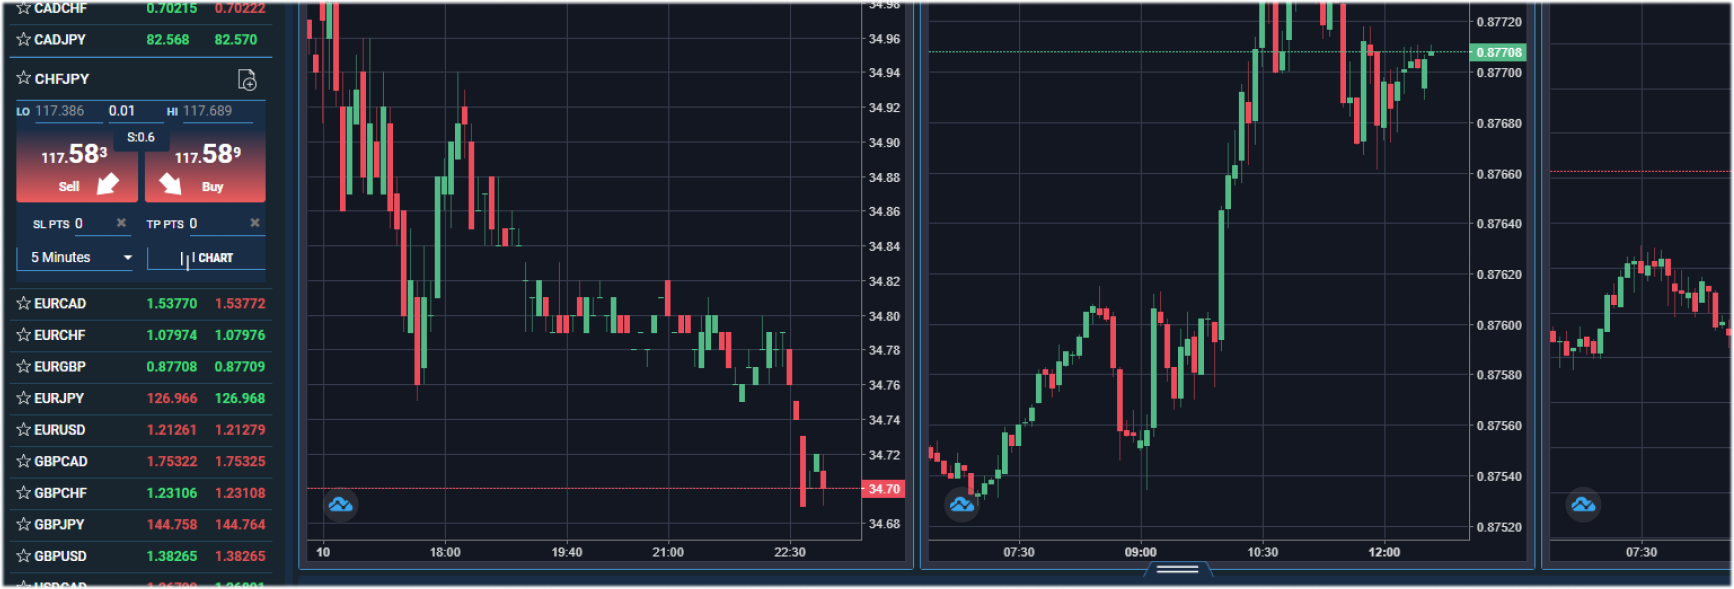 CADCHF 0.70215 0.70222
CADJPY 82.568 82.570
CHFJPY
LO 117.386 0.01 HI 117.689
S:0.6
117.583 117.589
Sell Buy
SL PTS 0 × TP PTS 0 ×
5 Minutes CHART
EURCAD 1.53770 1.53772
EURCHF 1.07974 1.07976
EURGBP 0.87708 0.87709
EURJPY 126.966 126.968
EURUSD 1.21261 1.21279
GBPCAD 1.75322 1.75325
GBPCHF 1.23106 1.23108
GBPJPY 144.758 144.764
GBPUSD 1.38265 1.38265
34.98
34.96
34.94
34.92
34.90
34.88
34.86
34.84
34.82
34.80
34.78
34.76
34.74
34.72
34.70
34.68
10 18:00 19:40 21:00 22:30
0.87720
0.87708
0.87700
0.87680
0.87660
0.87640
0.87620
0.87600
0.87580
0.87560
0.87540
0.87520
07:30 09:00 10:30 12:00
07:30